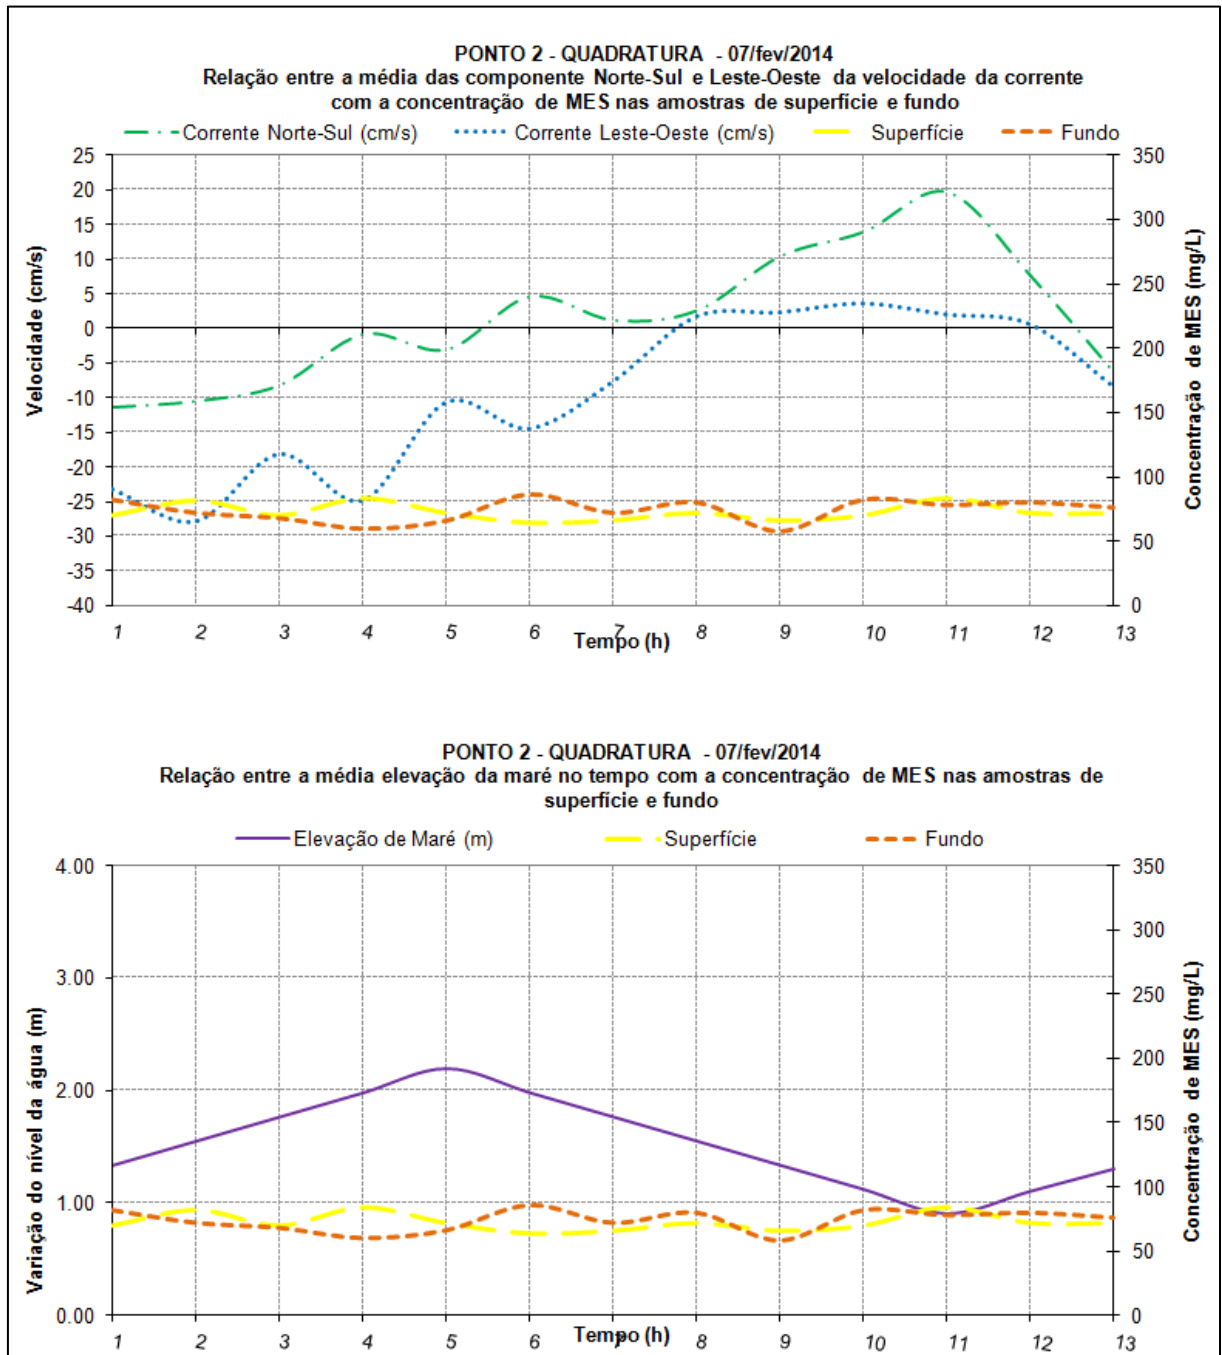 PONTO 2 - QUADRATURA - 07/fev/2014
Relação entre a média das componente Norte-Sul e Leste-Oeste da velocidade da corrente
com a concentração de MES nas amostras de superfície e fundo
Corrente Norte-Sul (cm/s) Corrente Leste-Oeste (cm/s) Superfície Fundo
Velocidade (cm/s)
25
20
15
10
5
0
-5
-10
-15
-20
-25
-30
-35
-40
350
300
250
200
150
100
50
0
Concentração de MES (mg/L)
1 2 3 4 5 6 7 8 9 10 11 12 13
Tempo (h)
PONTO 2 - QUADRATURA - 07/fev/2014
Relação entre a média elevação da maré no tempo com a concentração de MES nas amostras de
superfície e fundo
Elevação de Maré (m) Superfície Fundo
Variação do nível da água (m)
4.00
3.00
2.00
1.00
0.00
350
300
250
200
150
100
50
0
Concentração de MES (mg/L)
1 2 3 4 5 6 7 8 9 10 11 12 13
Tempo (h)